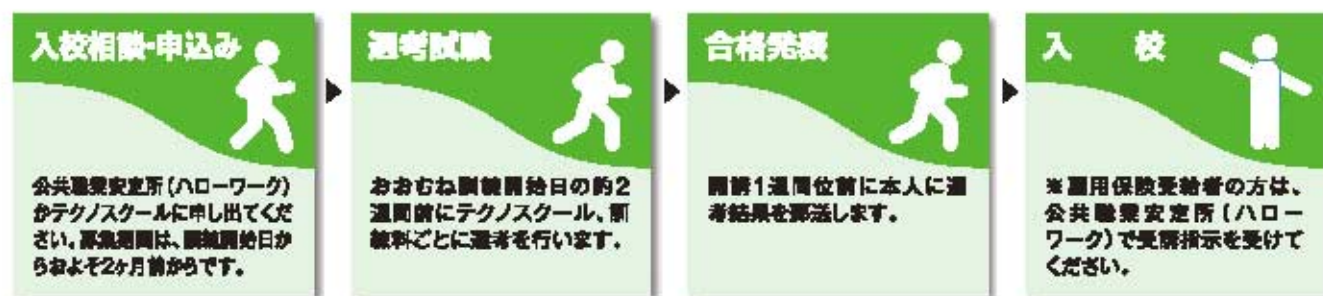 入校相談・申込み
公共職業安定所(ハローワーク)
かテクノスクールに申し出てくだ
さい。募集期間は、訓練開始日か
らおよそ2ヶ月前からです。
選考試験
おおむね訓練開始日の約2
週間前にテクノスクール、訓
練科ごとに選考を行います。
合格発表
開講1週間位前に本人に選
考結果を郵送します。
入 校
※雇用保険受給者の方は、
公共職業安定所(ハロー
ワーク)で受講指示を受けて
ください。